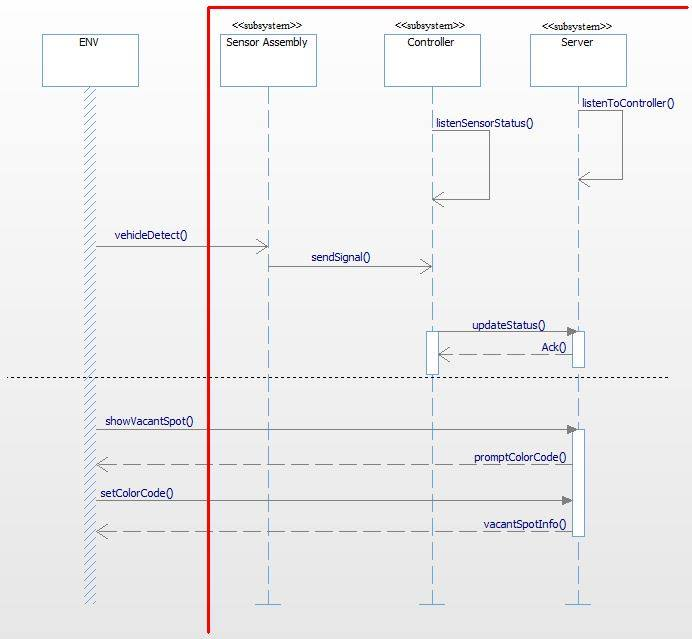 <<subsystem>>
<<subsystem>>
<<subsystem>>
ENV
Sensor Assembly
Controller
Server
listenToController()
listenSensorStatus()
vehicleDetect()
sendSignal()
updateStatus()
Ack()
showVacantSpot()
promptColorCode()
setColorCode()
vacantSpotInfo()